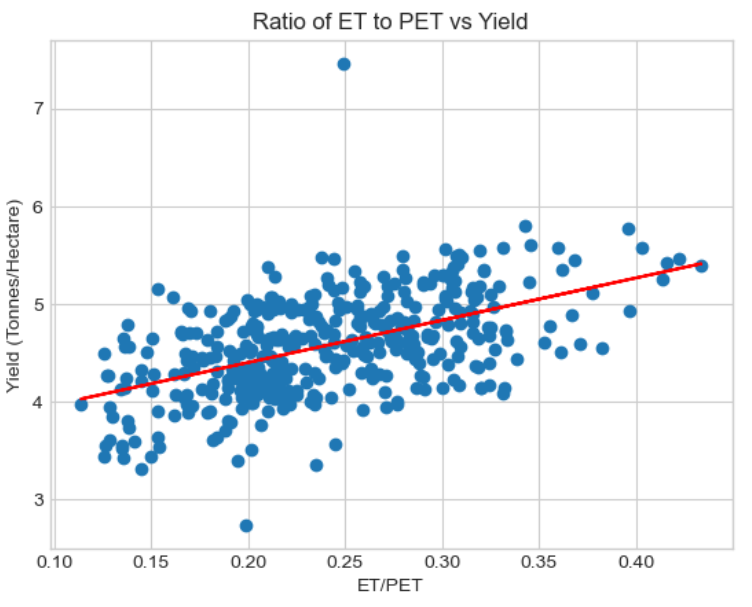 Ratio of ET to PET vs Yield
7
6
5
4
3
Yield (Tonnes/Hectare)
0.10 0.15 0.20 0.25 0.30 0.35 0.40
ET/PET